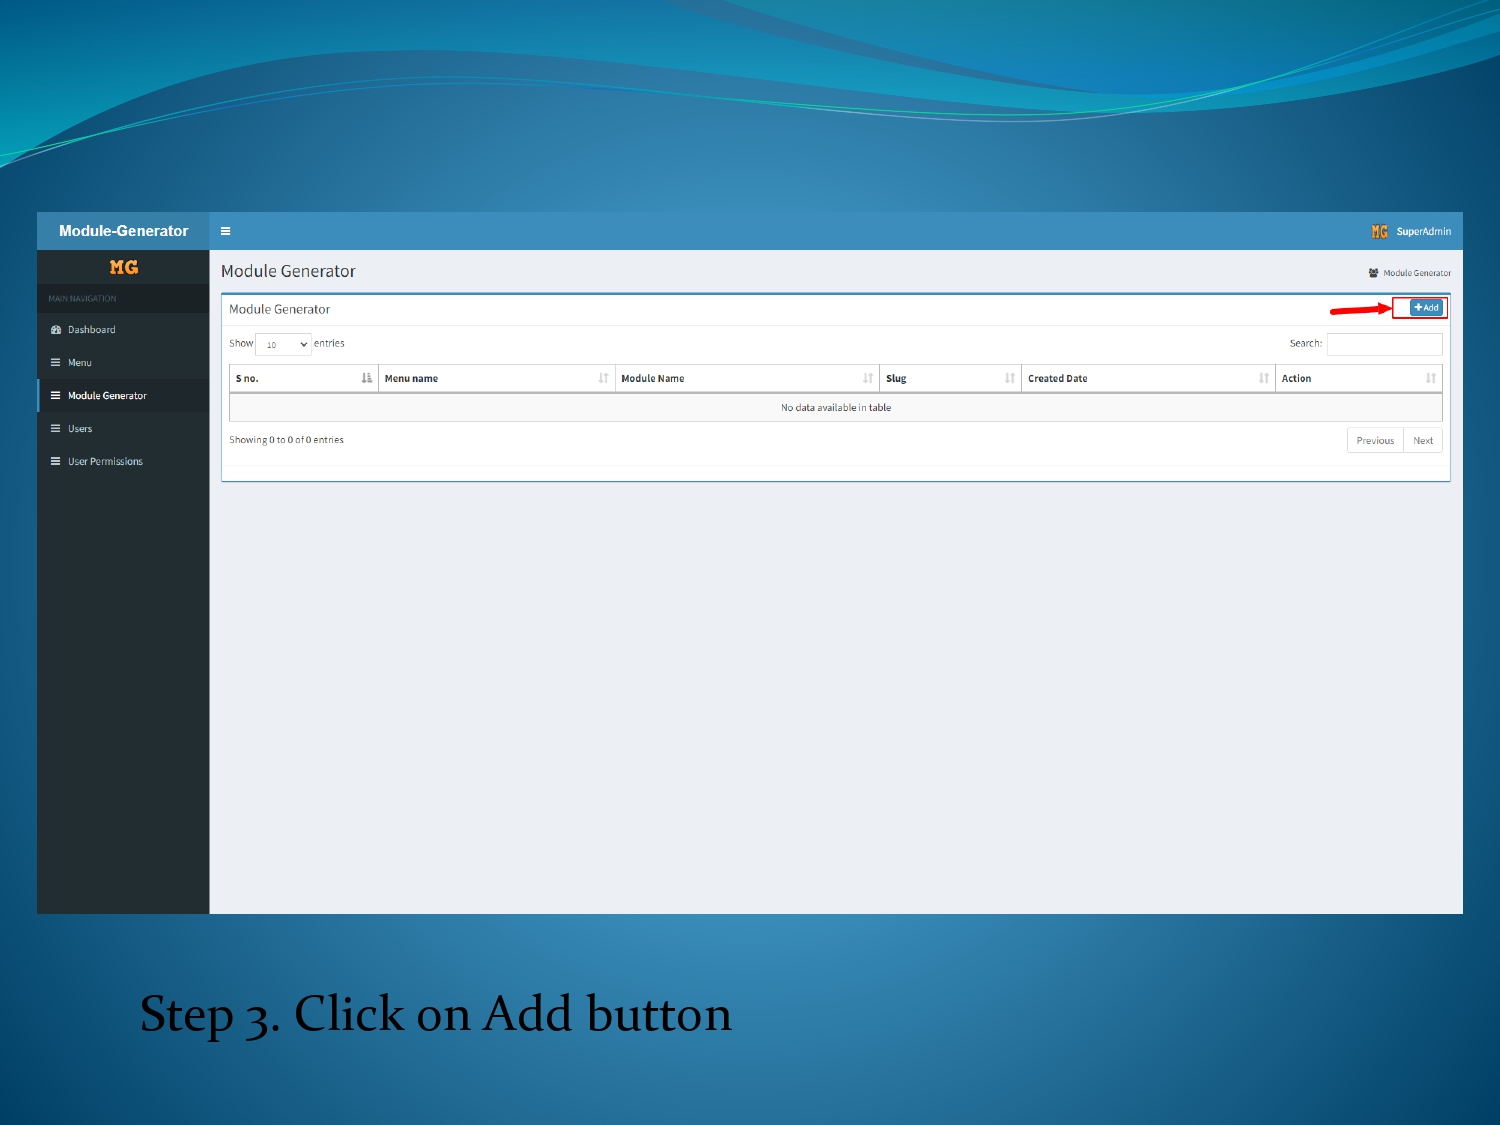 Module-Generator
MG SuperAdmin
MG
Module Generator
Module Generator
MAIN NAVIGATION
Dashboard
Menu
Module Generator
Users
User Permissions
Module Generator
Add
Show 10 entries
Search:
S no. Menu name Module Name Slug Created Date Action
No data available in table
Showing 0 to 0 of 0 entries
Previous Next
Step 3. Click on Add button